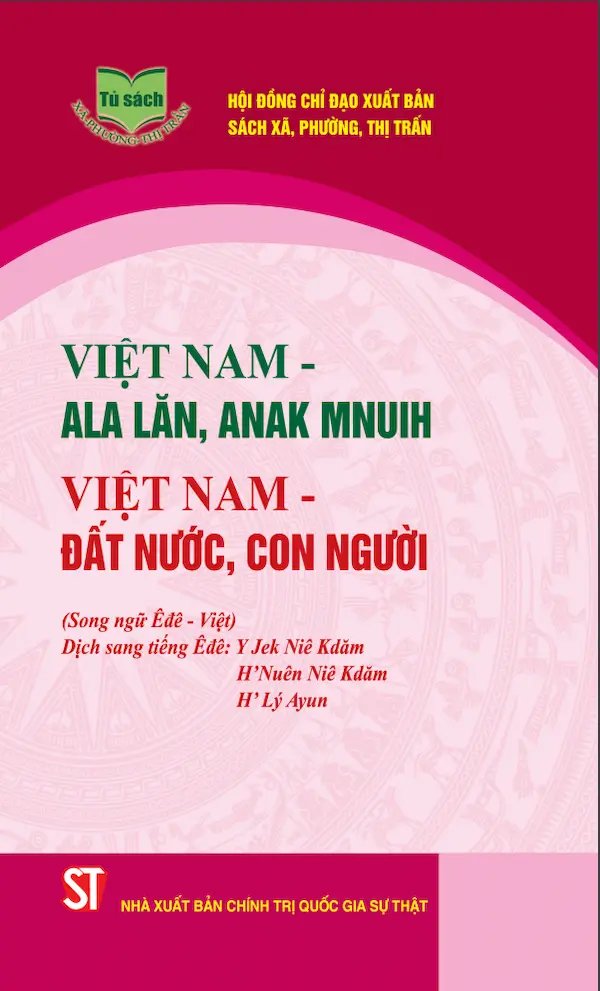 Tủ sách
XÃ PHƯỜNG THỊ TRẤN
HỘI ĐỒNG CHỈ ĐẠO XUẤT BẢN
SÁCH XÃ, PHƯỜNG, THỊ TRẤN
VIỆT NAM -
ALA LĂN, ANAK MNUIH
VIỆT NAM -
ĐẤT NƯỚC, CON NGƯỜI
(Song ngữ Êđê - Việt)
Dịch sang tiếng Êđê: Y Jek Niê Kdăm
H’Nuên Niê Kdăm
H’ Lý Ayun
ST
NHÀ XUẤT BẢN CHÍNH TRỊ QUỐC GIA SỰ THẬT